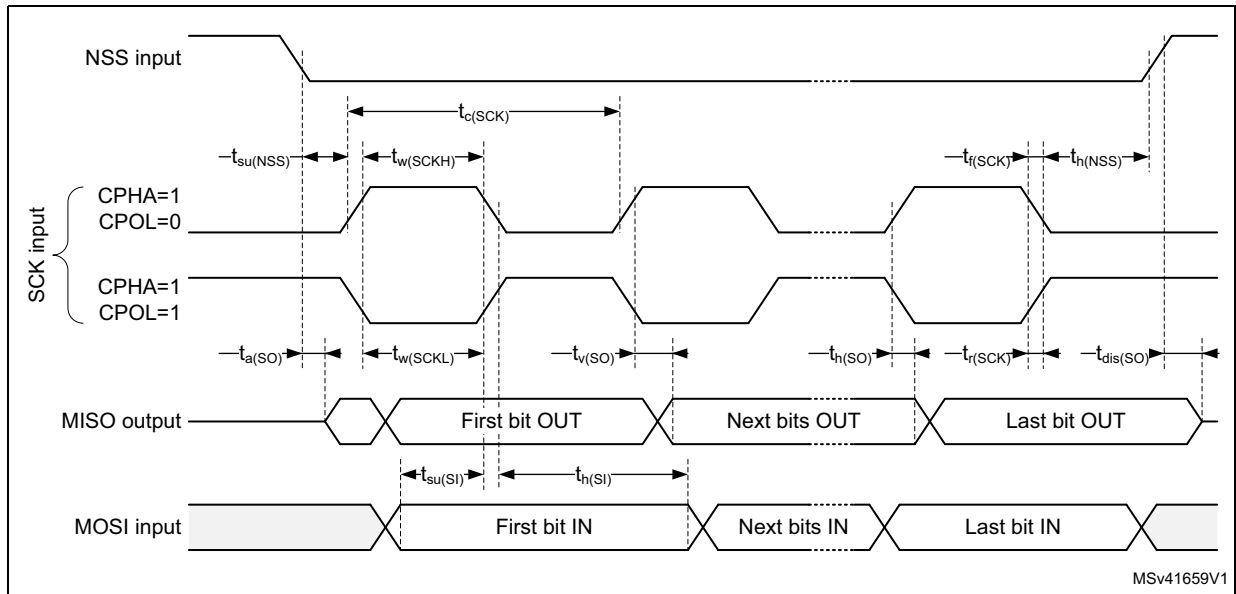 NSS input
tc(SCK)
tsu(NSS)
tw(SCKH)
tf(SCK)
th(NSS)
SCK input
CPHA=1
CPOL=0
CPHA=1
CPOL=1
ta(SO)
tw(SCKL)
tv(SO)
th(SO)
tr(SCK)
tdis(SO)
MISO output
First bit OUT
Next bits OUT
Last bit OUT
tsu(SI)
th(SI)
MOSI input
First bit IN
Next bits IN
Last bit IN
MSv41659V1